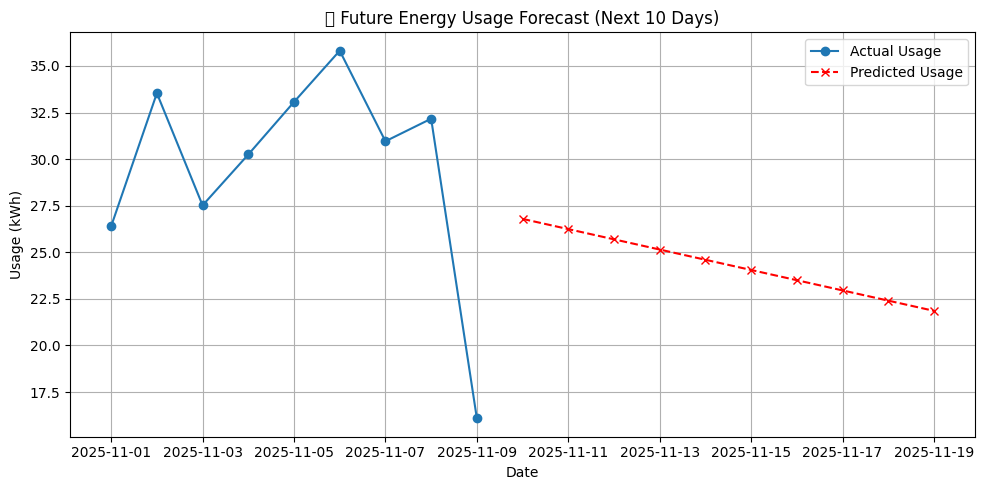 Future Energy Usage Forecast (Next 10 Days)
Actual Usage
Predicted Usage
Usage (kWh)
35.0
32.5
30.0
27.5
25.0
22.5
20.0
17.5
2025-11-01 2025-11-03 2025-11-05 2025-11-07 2025-11-09 2025-11-11 2025-11-13 2025-11-15 2025-11-17 2025-11-19
Date